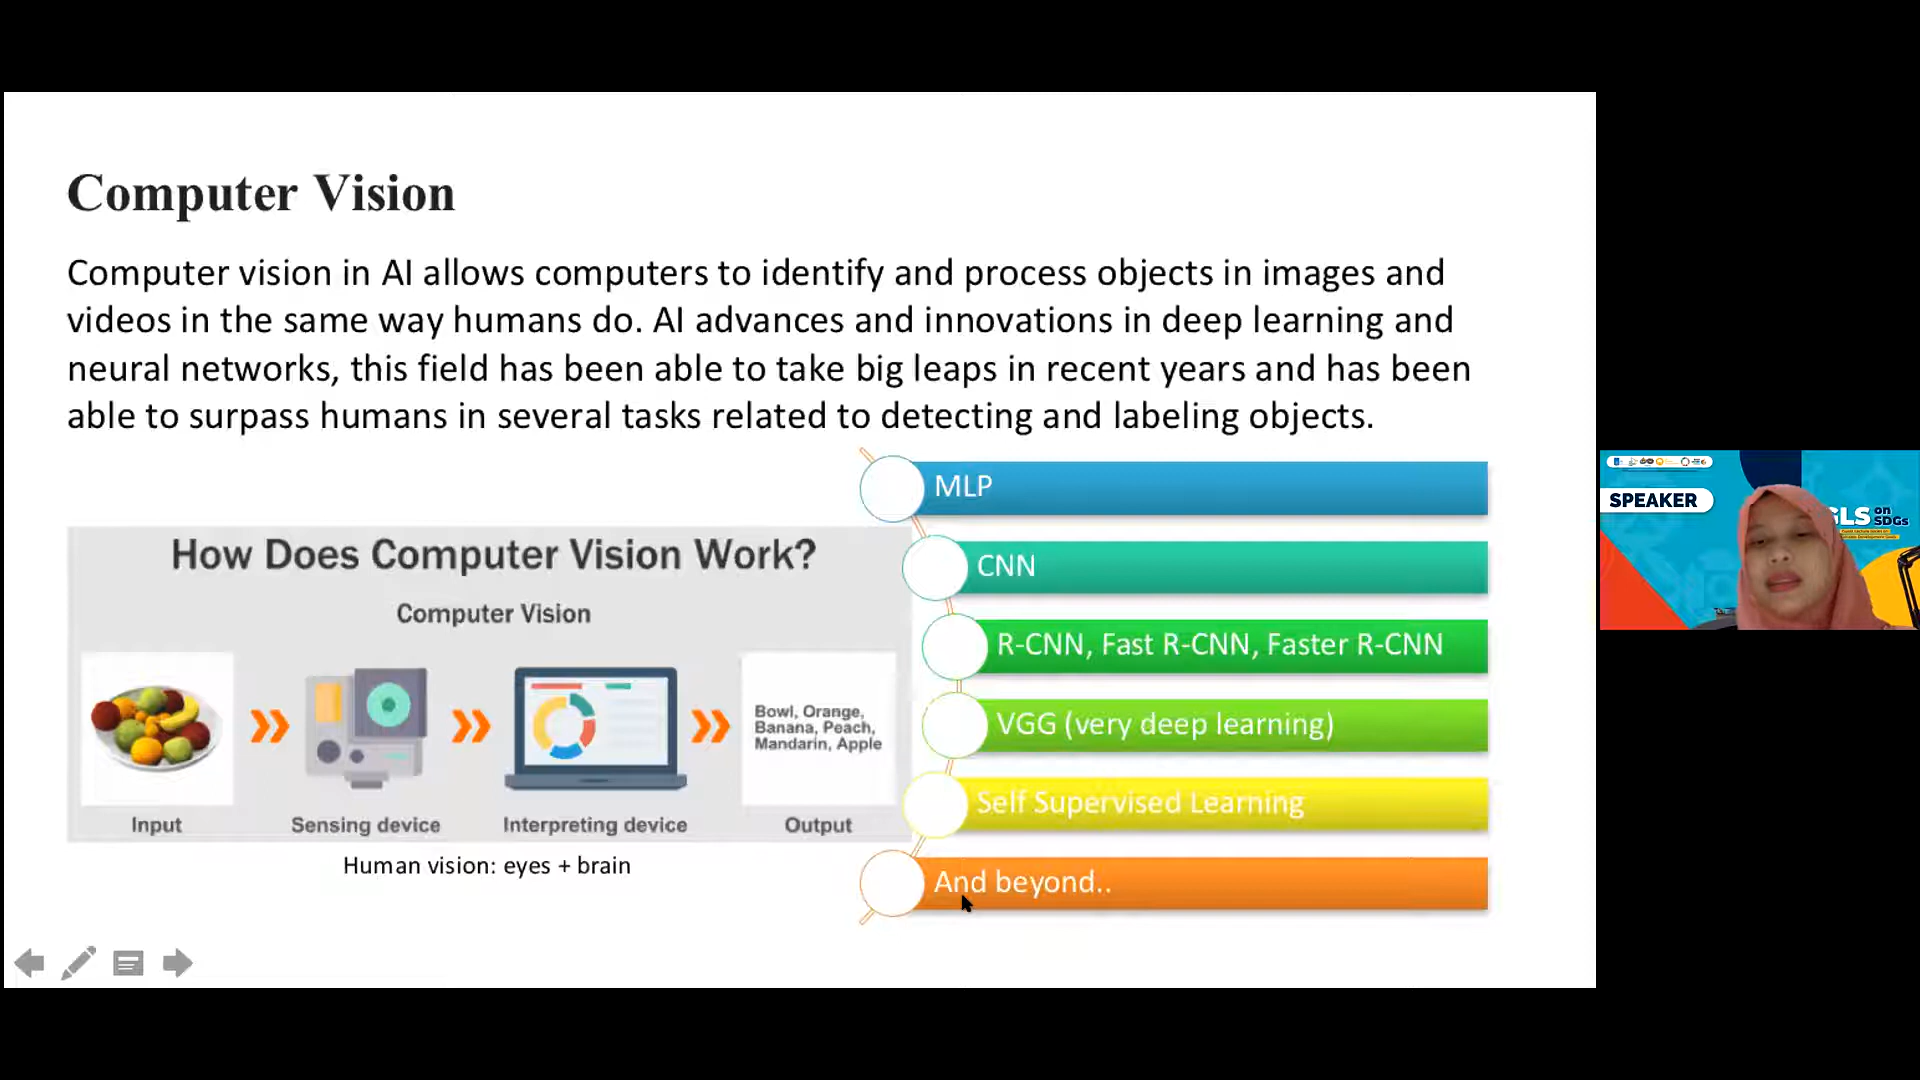 Computer Vision
Computer vision in AI allows computers to identify and process objects in images and
videos in the same way humans do. AI advances and innovations in deep learning and
neural networks, this field has been able to take big leaps in recent years and has been
able to surpass humans in several tasks related to detecting and labeling objects.
How Does Computer Vision Work?
Computer Vision
Bowl, Orange,
Banana, Peach,
Mandarin, Apple
Input
Sensing device
Interpreting device
Output
Human vision: eyes + brain
MLP
CNN
R-CNN, Fast R-CNN, Faster R-CNN
VGG (very deep learning)
Self Supervised Learning
And beyond..
SPEAKER
GLS on
SDGs